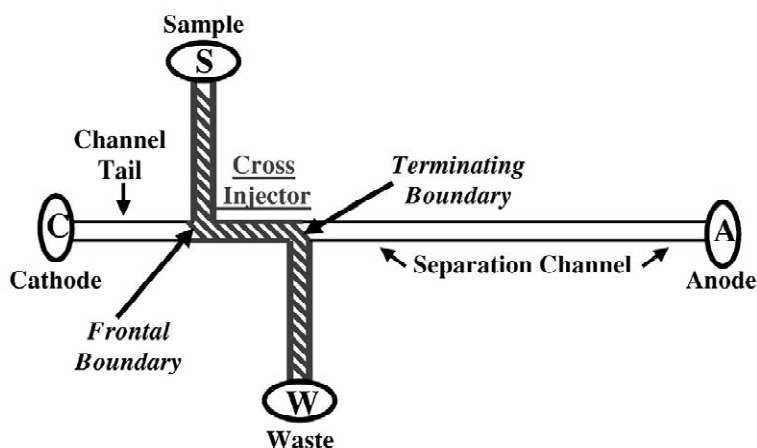 Sample
S
Channel
Tail
Cross
Injector
Terminating
Boundary
C
A
Separation Channel
Cathode
Anode
Frontal
Boundary
W
Waste